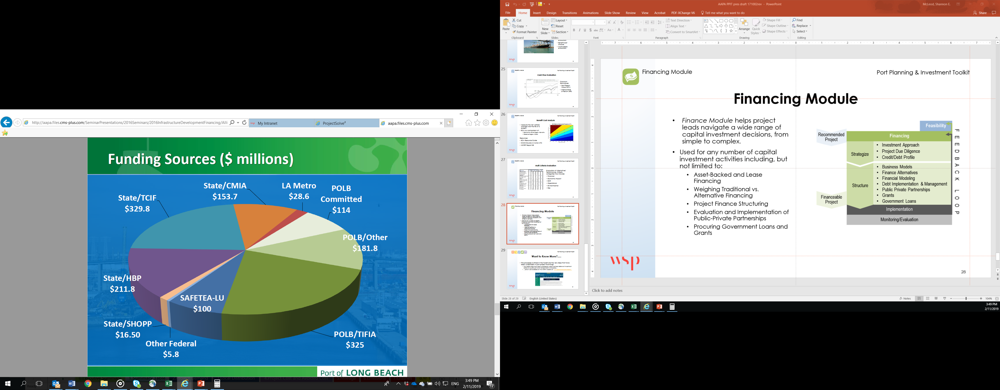 http://aapa.files.cms-plus.com/SeminarPresentations/2016Seminars/2016InfrastructureDevelopmentFinancing/Alli
My Intranet
ProjectSolve²
aapa.files.cms-plus.com
Funding Sources ($ millions)
State/CMIA
$153.7
LA Metro
$28.6
POLB
Committed
$114
State/TCIF
$329.8
POLB/Other
$181.8
State/HBP
$211.8
SAFETEA-LU
$100
State/SHOPP
$16.50
Other Federal
$5.8
POLB/TIFIA
$325
Port of LONG BEACH
ENG
3:49 PM
2/11/2019
17
AAPA PPIT pres draft 171002rev - PowerPoint
McLeod, Shannon E.
File
Home
Insert
Design
Transitions
Animations
Slide Show
Review
View
Acrobat
PDF-XChange V6
Tell me what you want to do
Share
Paste
Cut
Copy
Format Painter
Clipboard
New
Slide
Layout
Reset
Section
Slides
Font
Text Direction
Align Text
Convert to SmartArt
Paragraph
Arrange
Quick
Styles
Shape Fill
Shape Outline
Shape Effects
Drawing
Find
Replace
Select
Editing
25
Cash Flow Evaluation
26
Benefit Cost Analysis
27
Multi Criteria Evaluation
28
Financing Module
29
Want to Know More?
Financing Module
Port Planning & Investment Toolkit
Financing Module
• Finance Module helps project
leads navigate a wide range of
capital investment decisions, from
simple to complex.
• Used for any number of capital
investment activities including, but
not limited to:
• Asset-Backed and Lease
Financing
• Weighing Traditional vs.
Alternative Financing
• Project Finance Structuring
• Evaluation and Implementation of
Public-Private Partnerships
• Procuring Government Loans and
Grants
Feasibility
Recommended
Project
Financing
Strategize
• Investment Approach
• Project Due Diligence
• Credit/Debt Profile
Structure
• Business Models
• Finance Alternatives
• Financial Modeling
• Debt Implementation & Management
• Public Private Partnerships
• Grants
• Government Loans
Financeable
Project
Implementation
Monitoring/Evaluation
FEEDBACK LOOP
wsp
28
Click to add notes
Slide 28 of 29
English (United States)
Notes
104%
3:49 PM
2/11/2019